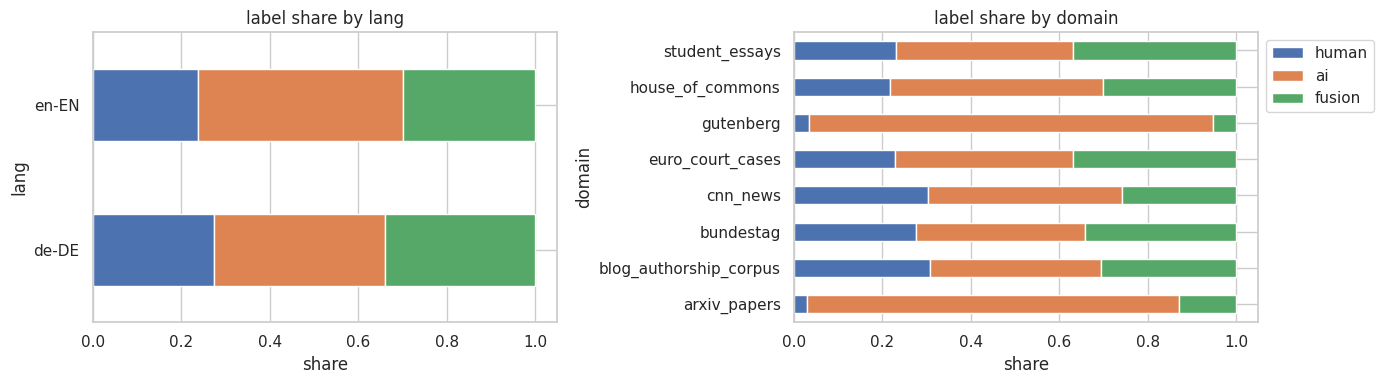 label share by lang
lang
en-EN
de-DE
0.0 0.2 0.4 0.6 0.8 1.0
share
label share by domain
domain
student_essays
house_of_commons
gutenberg
euro_court_cases
cnn_news
bundestag
blog_authorship_corpus
arxiv_papers
0.0 0.2 0.4 0.6 0.8 1.0
share
human
ai
fusion